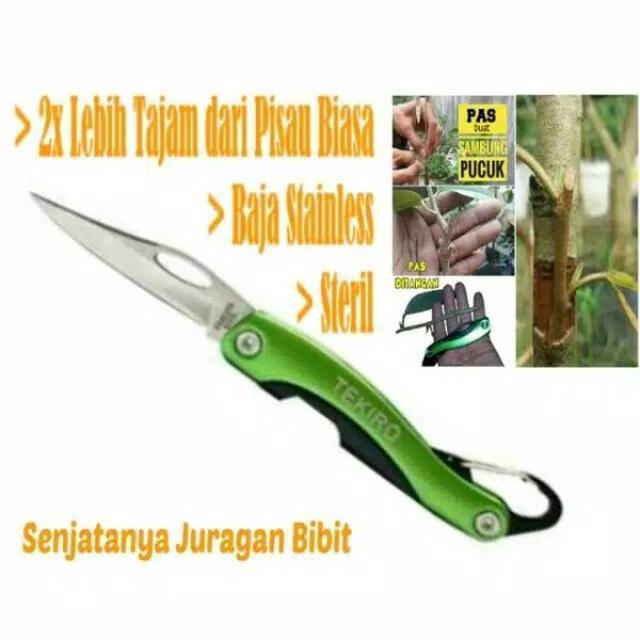 > 2x Lebih Tajam dari Pisau Biasa
> Baja Stainless
> Steril
PAS
buat
SAMBUNG
PUCUK
PAS
DITANGAN
TEKIRO
Senjatanya Juragan Bibit